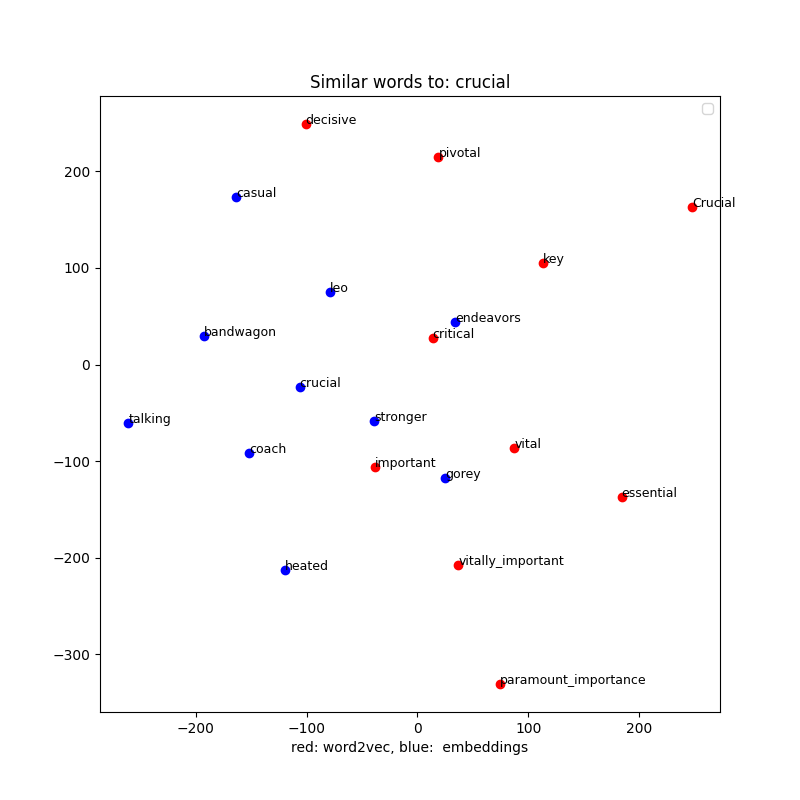 Similar words to: crucial
decisive
pivotal
casual
Crucial
key
leo
endeavors
bandwagon
critical
crucial
talking
stronger
coach
important
vital
gorey
essential
heated
vitally_important
paramount_importance
200
100
0
−100
−200
−300
−200 −100 0 100 200
red: word2vec, blue:  embeddings